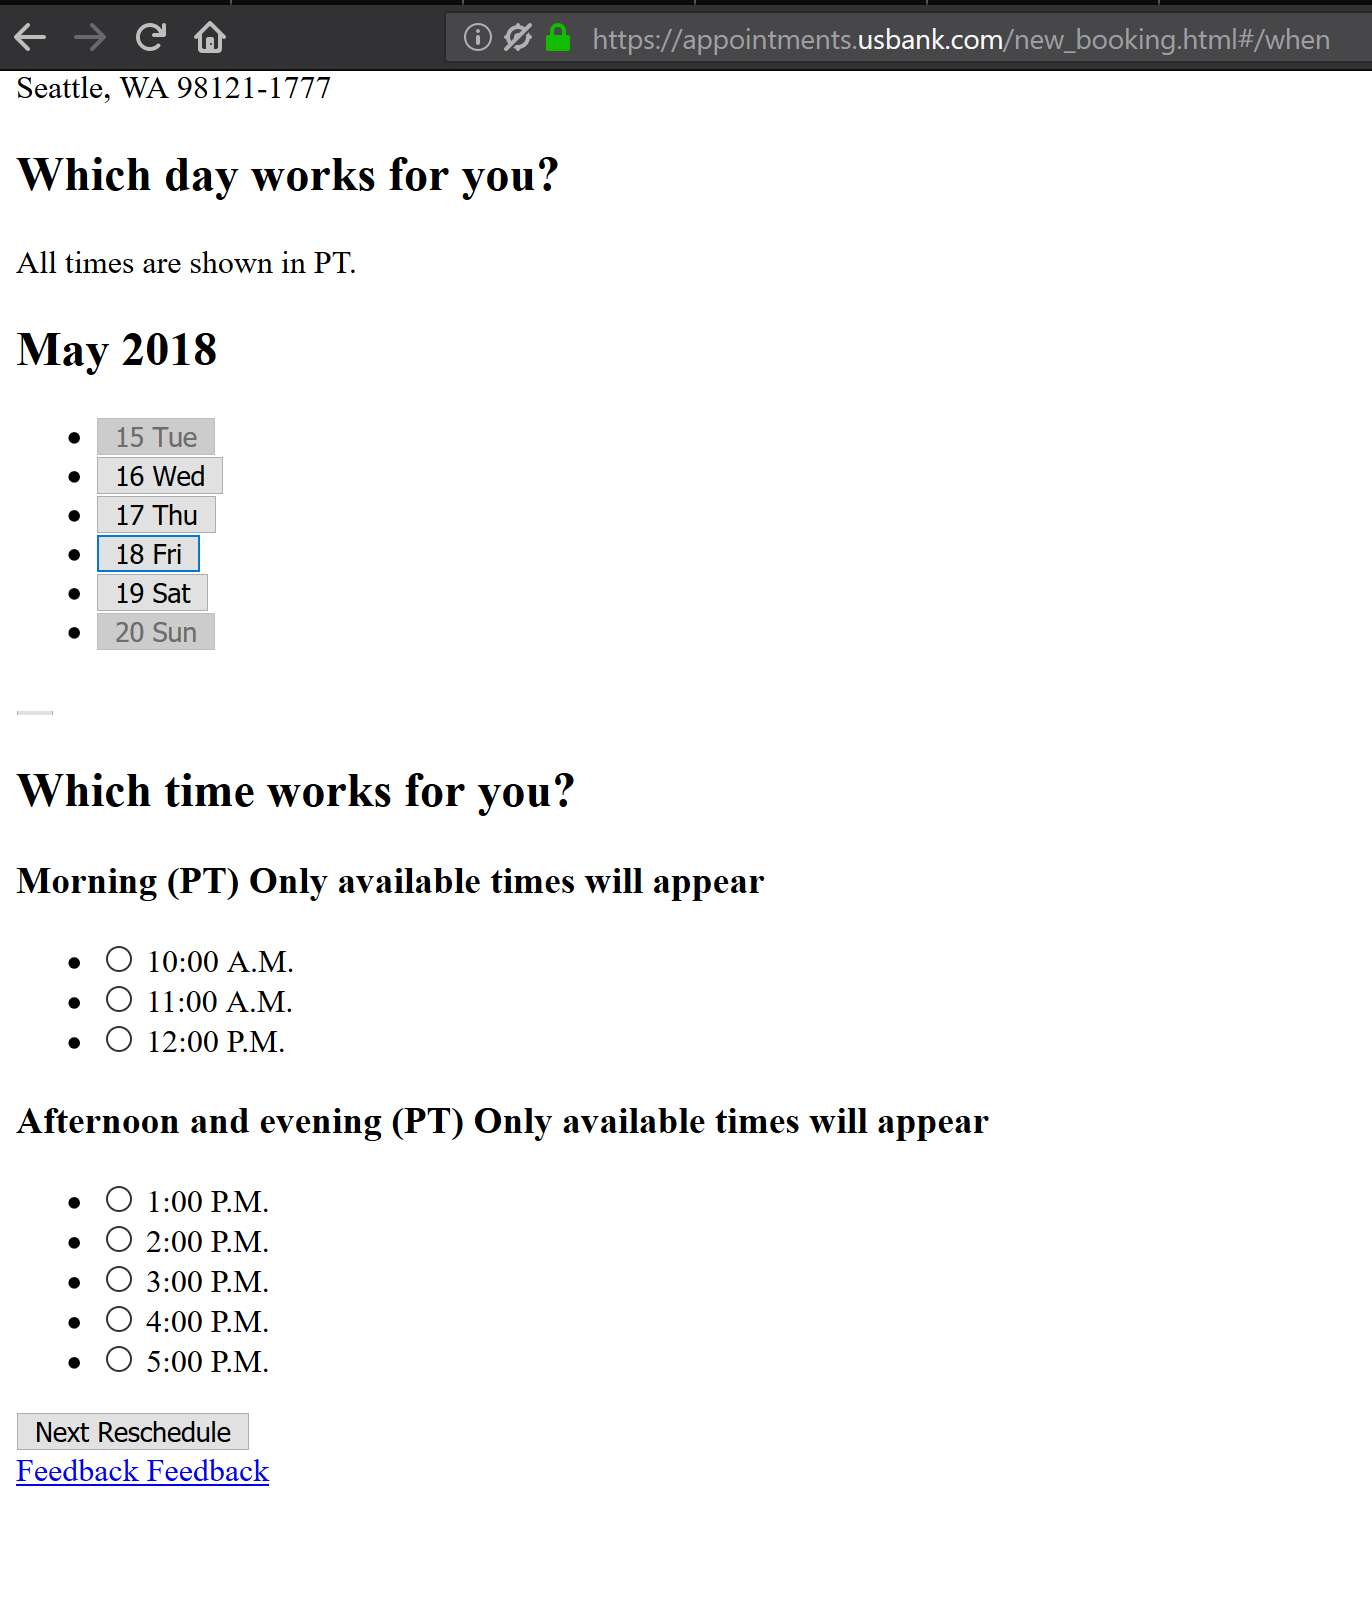 https://appointments.usbank.com/new_booking.html#/when
Seattle, WA 98121-1777
Which day works for you?
All times are shown in PT.
May 2018
15 Tue
16 Wed
17 Thu
18 Fri
19 Sat
20 Sun
Which time works for you?
Morning (PT) Only available times will appear
10:00 A.M.
11:00 A.M.
12:00 P.M.
Afternoon and evening (PT) Only available times will appear
1:00 P.M.
2:00 P.M.
3:00 P.M.
4:00 P.M.
5:00 P.M.
Next Reschedule
Feedback Feedback